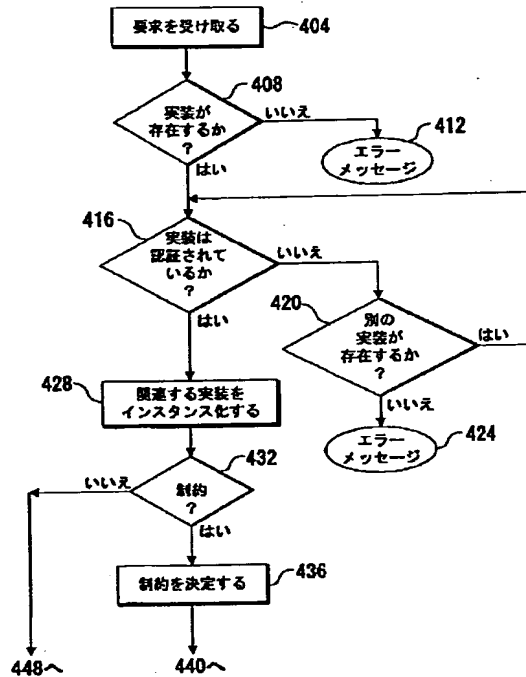 要求を受け取る
404
408
実装が
存在するか
?
いいえ
412
エラー
メッセージ
はい
416
実装は
認証されて
いるか
?
いいえ
420
別の
実装が
存在するか
?
はい
はい
いいえ
428
関連する実装を
インスタンス化する
エラー
メッセージ
424
432
いいえ
制約
?
はい
制約を決定する
436
448へ
440へ